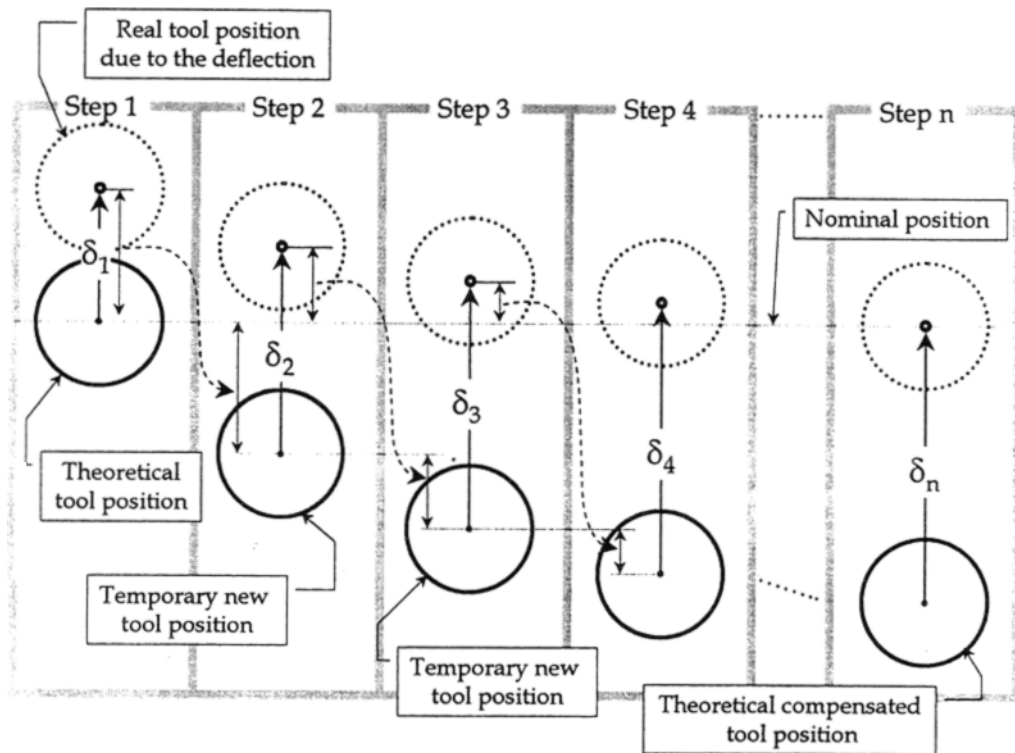 Real tool position
due to the deflection
Step 1
Step 2
Step 3
Step 4
Step n
Nominal position
δ1
δ2
δ3
δ4
δn
Theoretical
tool position
Temporary new
tool position
Temporary new
tool position
Theoretical compensated
tool position